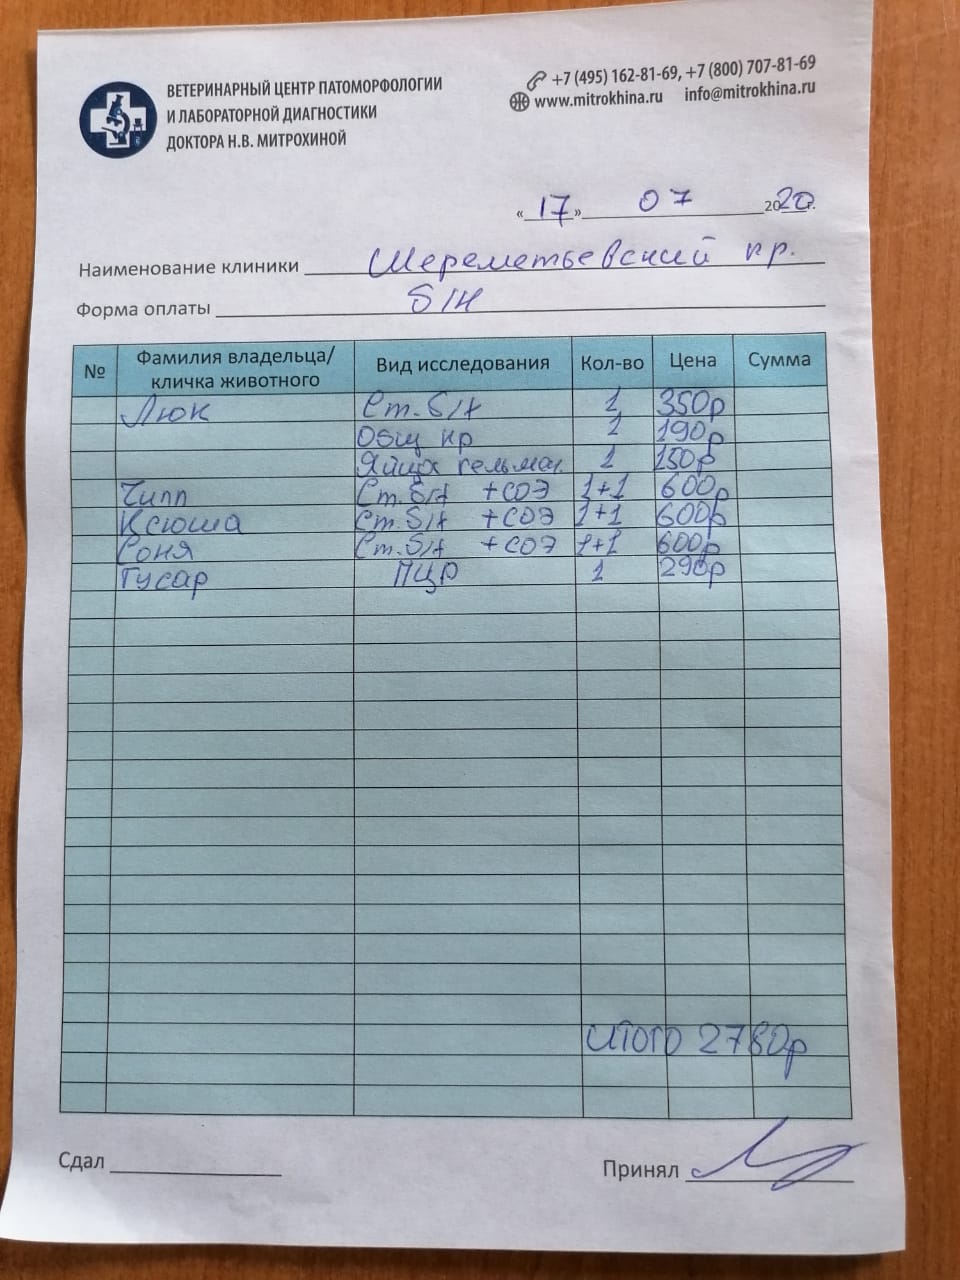 ВЕТЕРИНАРНЫЙ ЦЕНТР ПАТОМОРФОЛОГИИ
И ЛАБОРАТОРНОЙ ДИАГНОСТИКИ
ДОКТОРА Н.В. МИТРОХИНОЙ
+7 (495) 162-81-69, +7 (800) 707-81-69
www.mitrokhina.ru info@mitrokhina.ru
«17» 07 2020г.
Наименование клиники Шереметьевский пр.
Форма оплаты б/н
№ Фамилия владельца/ кличка животного Вид исследования Кол-во Цена Сумма
Люк Ст. б/х 1 350р
Общ кр 1 190р
Яйца гельм. 1 150р
Чипп Ст. б/х +СОЭ 1+1 600р
Ксюша Ст. б/х +СОЭ 1+1 600р
Соня Ст. б/х +СОЭ 1+1 600р
Гусар ПЦР 1 290р
Итого 2780р
Сдал
Принял